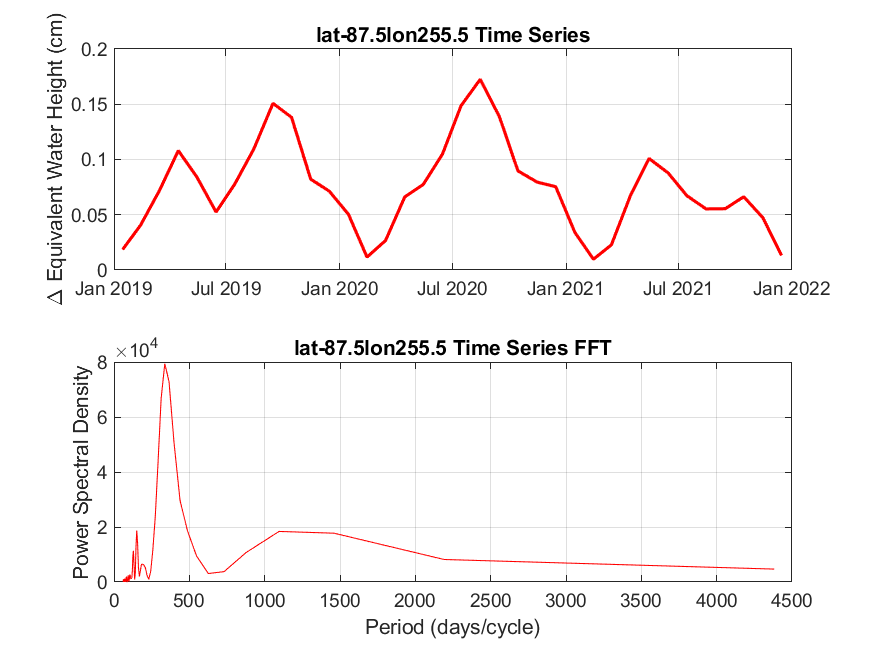 lat-87.5lon255.5 Time Series
Δ Equivalent Water Height (cm)
0.2
0.15
0.1
0.05
0
Jan 2019 Jul 2019 Jan 2020 Jul 2020 Jan 2021 Jul 2021 Jan 2022
lat-87.5lon255.5 Time Series FFT
×10⁴
Power Spectral Density
8
6
4
2
0
0 500 1000 1500 2000 2500 3000 3500 4000 4500
Period (days/cycle)